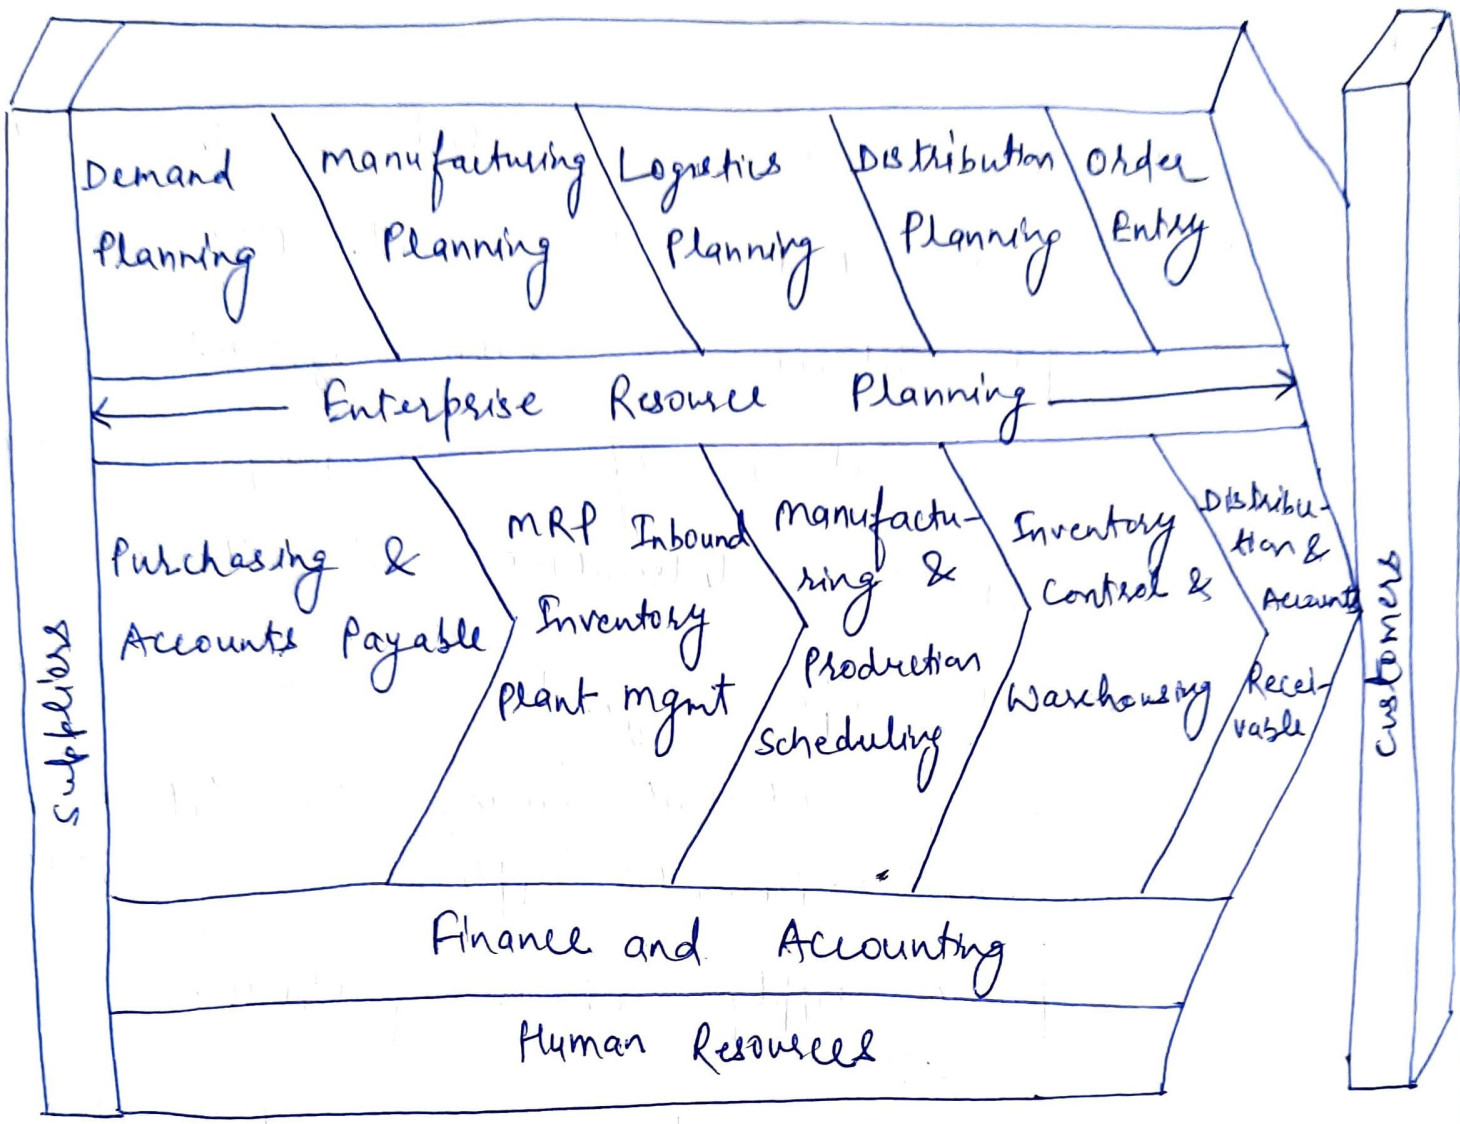 Demand
Planning
Manufacturing
Planning
Logistics
Planning
Distribution
Planning
Order
Entry
Enterprise Resource Planning
Suppliers
Purchasing &
Accounts Payable
MRP Inbound
Inventory
Plant mgmt
Manufactu-
ring &
Production
Scheduling
Inventory
Control &
Warehousing
Distribu-
tion &
Accounts
Recei-
vable
Customers
Finance and Accounting
Human Resources